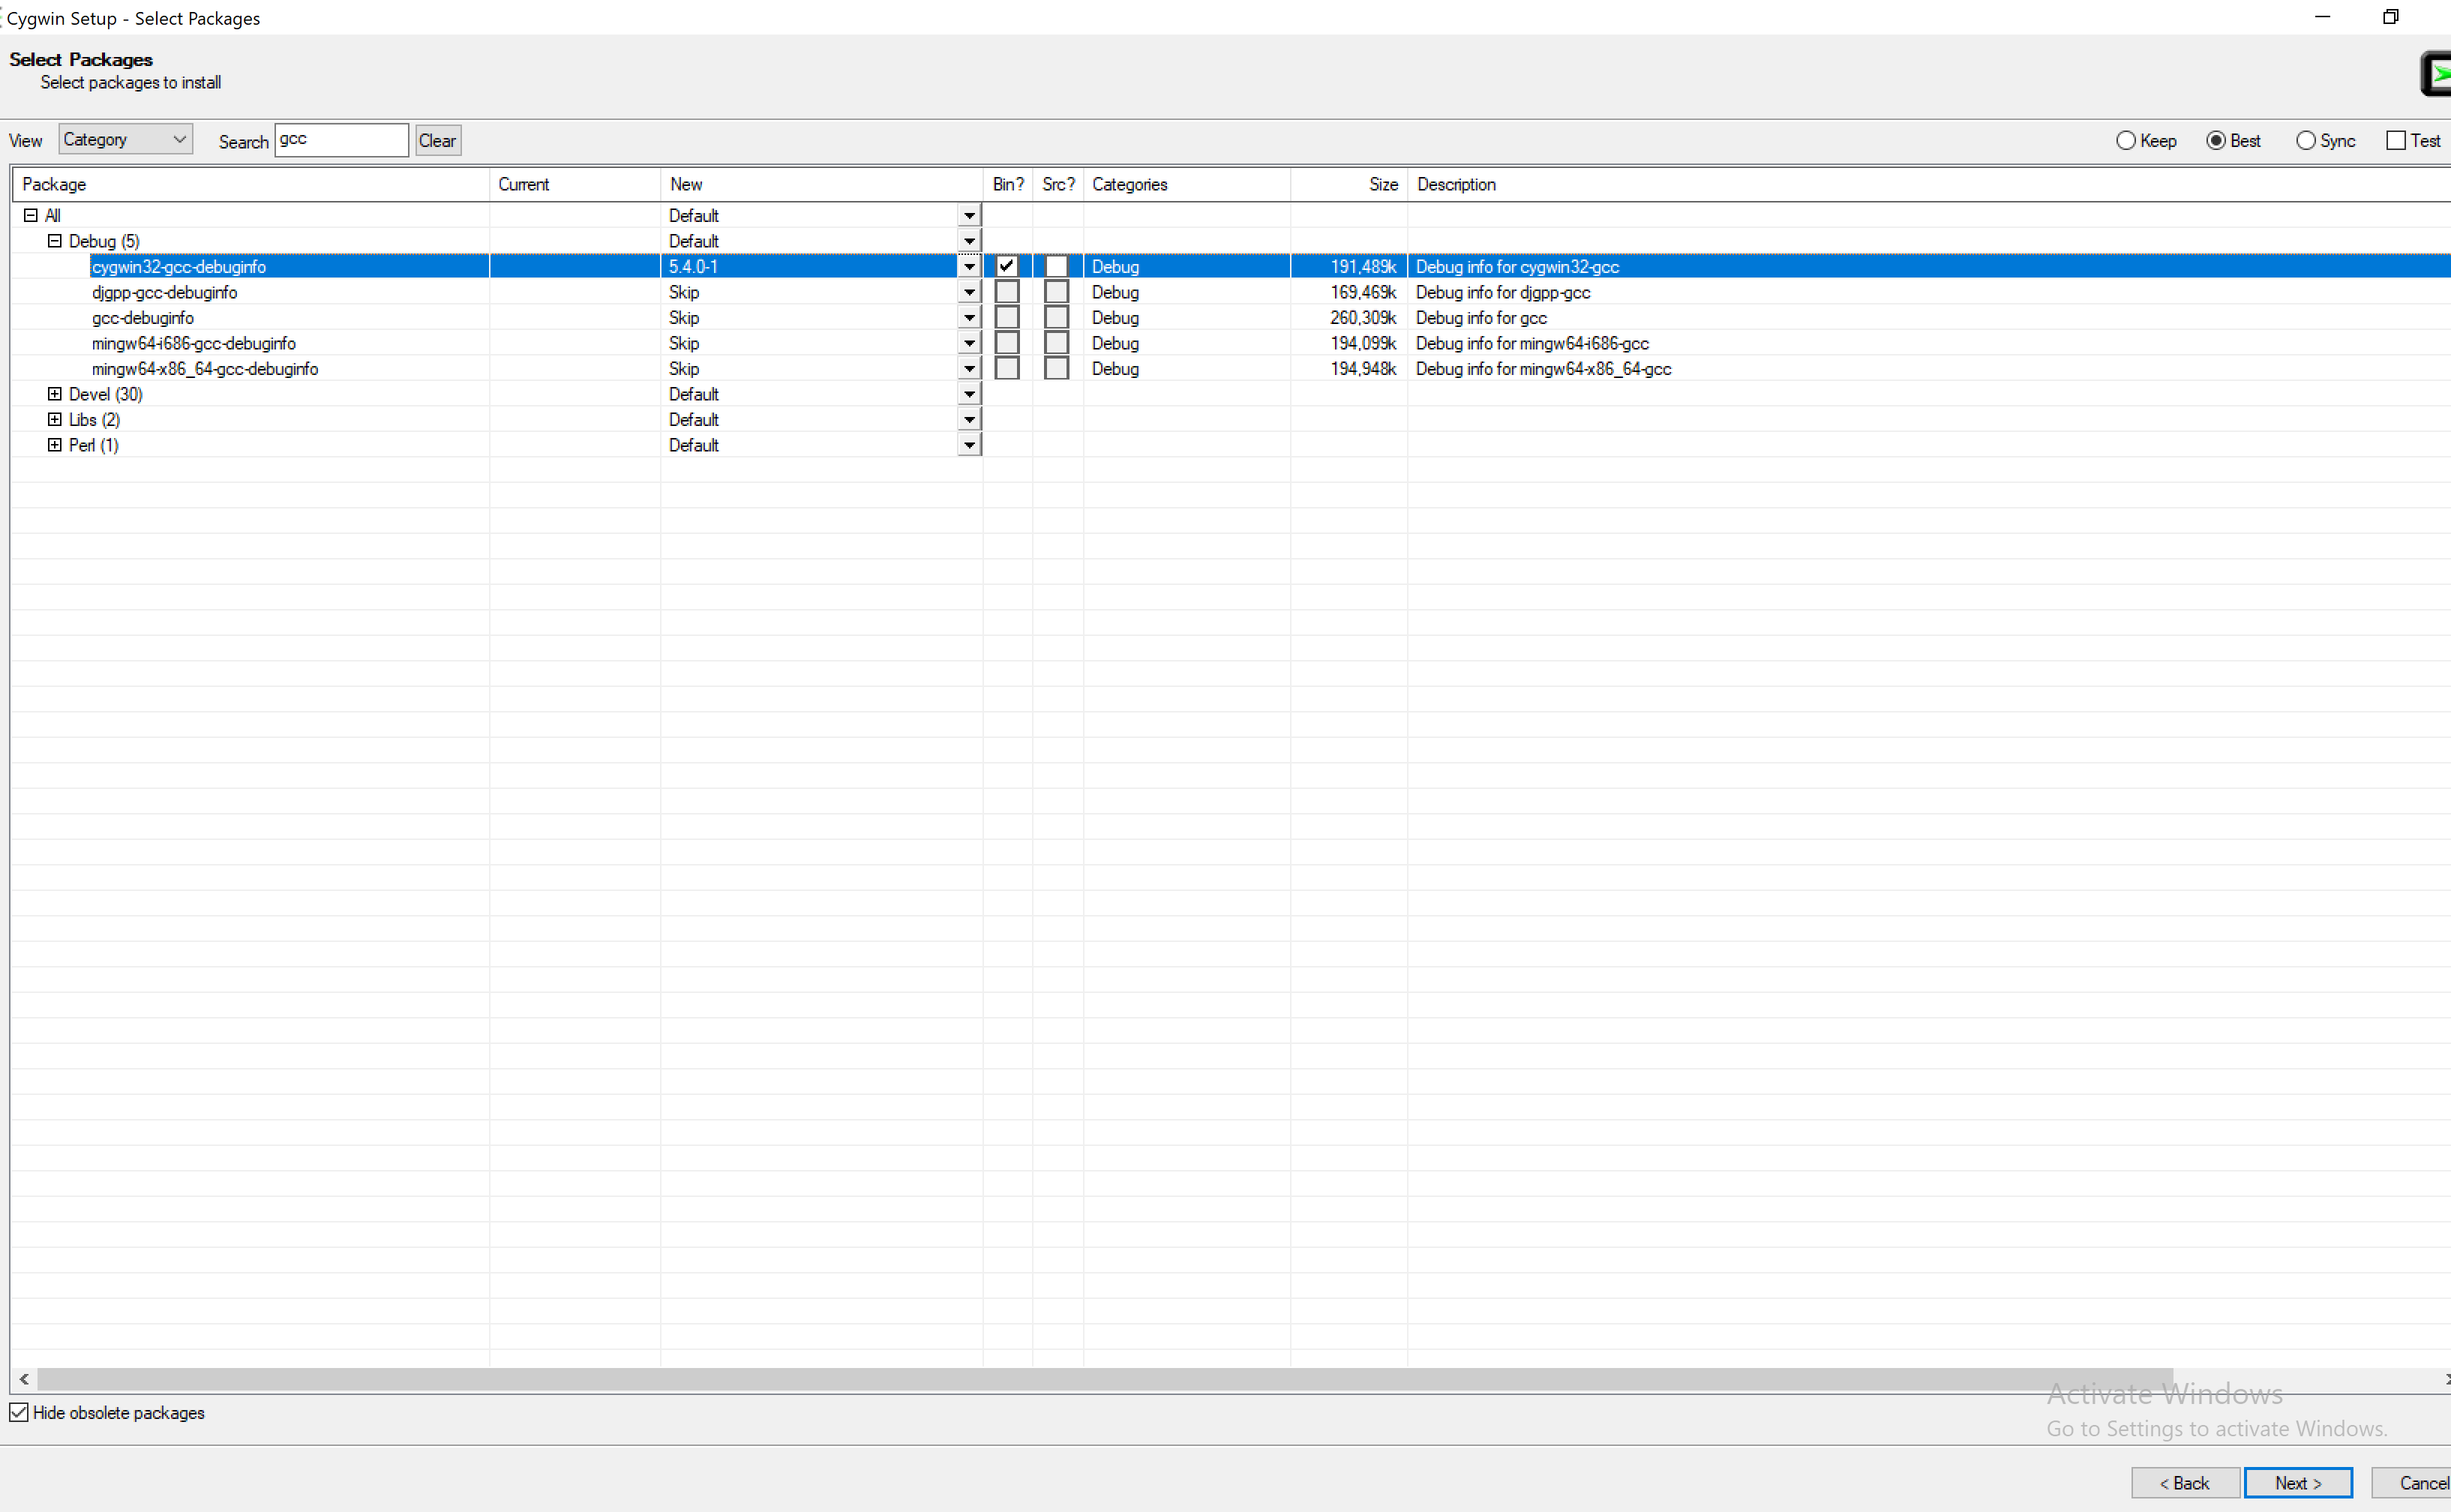 Cygwin Setup - Select Packages
Select Packages
Select packages to install
View Category Search gcc Clear Keep Best Sync Test
Package Current New Bin? Src? Categories Size Description
All Default
Debug (5) Default
cygwin32-gcc-debuginfo 5.4.0-1 Debug 191,489k Debug info for cygwin32-gcc
djgpp-gcc-debuginfo Skip Debug 169,469k Debug info for djgpp-gcc
gcc-debuginfo Skip Debug 260,309k Debug info for gcc
mingw64-i686-gcc-debuginfo Skip Debug 194,099k Debug info for mingw64-i686-gcc
mingw64-x86_64-gcc-debuginfo Skip Debug 194,948k Debug info for mingw64-x86_64-gcc
Devel (30) Default
Libs (2) Default
Perl (1) Default
Activate Windows
Hide obsolete packages
Go to Settings to activate Windows.
< Back Next > Cancel